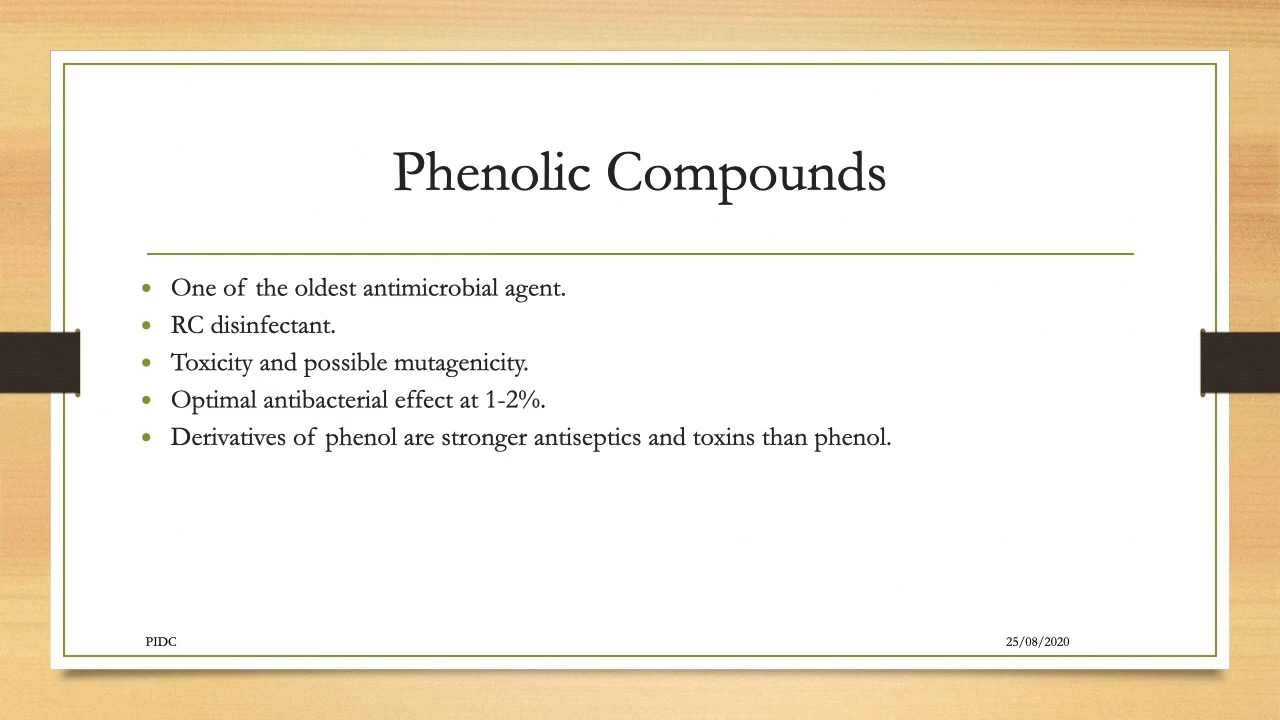 Phenolic Compounds
• One of the oldest antimicrobial agent.
• RC disinfectant.
• Toxicity and possible mutagenicity.
• Optimal antibacterial effect at 1-2%.
• Derivatives of phenol are stronger antiseptics and toxins than phenol.
PIDC
25/08/2020